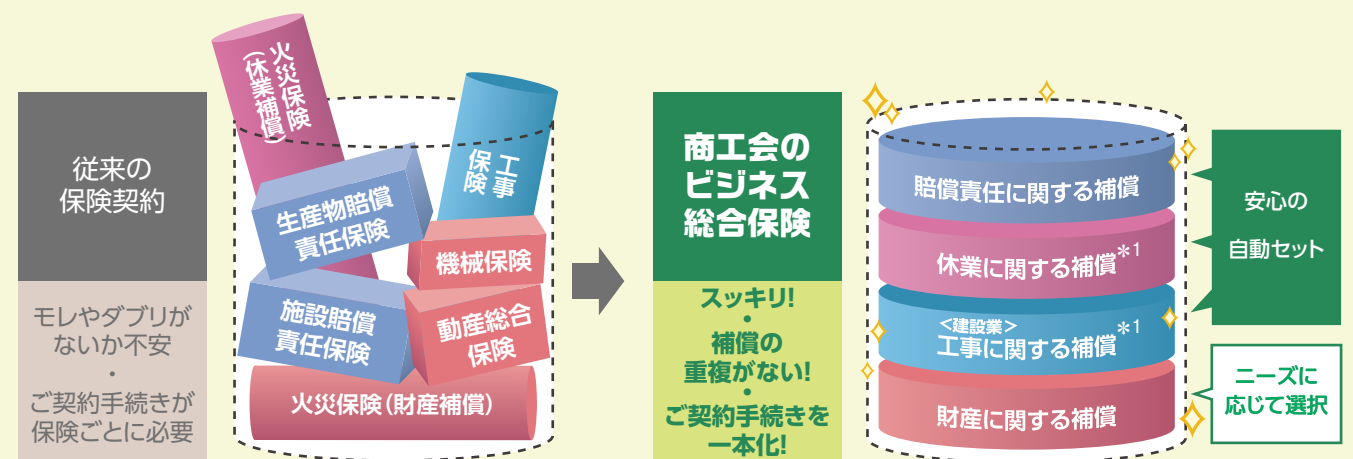 従来の
保険契約
モレやダブリが
ないか不安
・
ご契約手続きが
保険ごとに必要
火災保険
(休業補償)
工事
保険
生産物賠償
責任保険
機械保険
施設賠償
責任保険
動産総合
保険
火災保険(財産補償)
商工会の
ビジネス
総合保険
スッキリ!
・
補償の
重複がない!
・
ご契約手続きを
一本化!
賠償責任に関する補償
休業に関する補償＊1
<建設業>
工事に関する補償＊1
財産に関する補償
安心の
自動セット
ニーズに
応じて選択